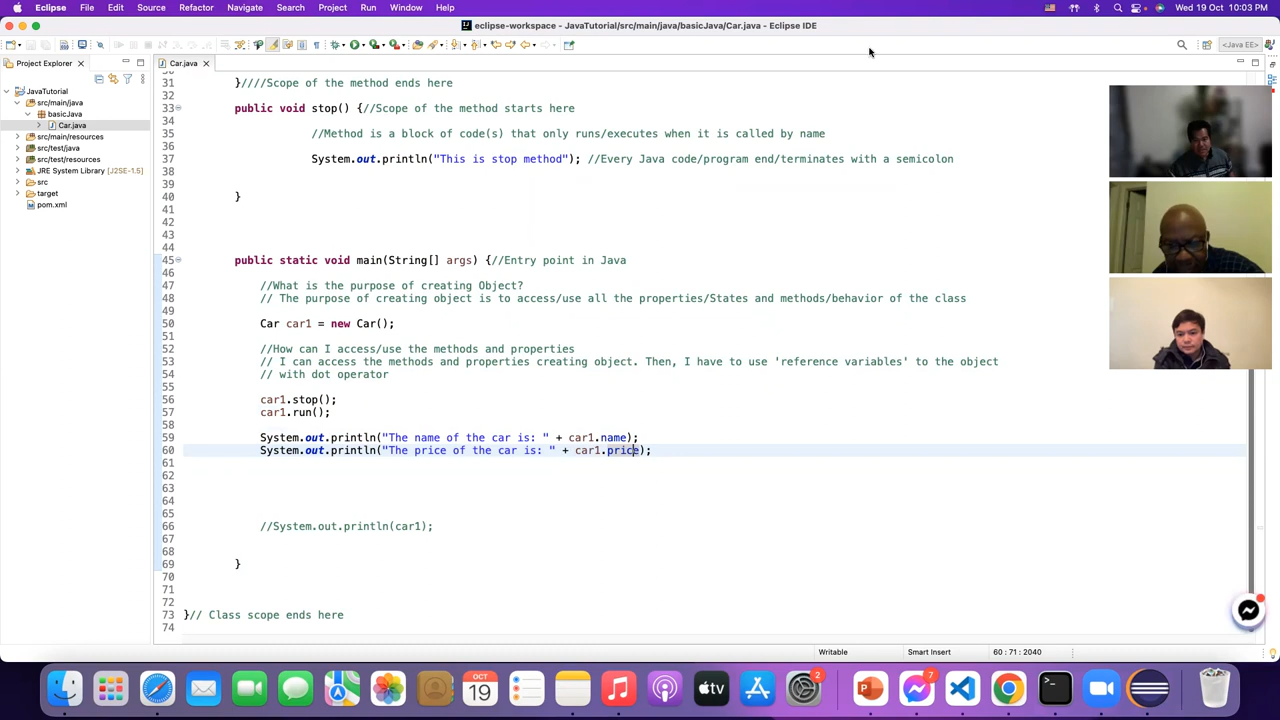 Eclipse File Edit Source Refactor Navigate Search Project Run Window Help Wed 19 Oct 10:03 PM
eclipse-workspace - JavaTutorial/src/main/java/basicJava/Car.java - Eclipse IDE
<Java EE>
Project Explorer
Car.java
JavaTutorial
src/main/java
basicJava
Car.java
src/main/resources
src/test/java
src/test/resources
JRE System Library [J2SE-1.5]
src
target
pom.xml
31 }////Scope of the method ends here
32
33 public void stop() {//Scope of the method starts here
34
35 //Method is a block of code(s) that only runs/executes when it is called by name
36
37 System.out.println("This is stop method"); //Every Java code/program end/terminates with a semicolon
38
39
40 }
41
42
43
44
45 public static void main(String[] args) {//Entry point in Java
46
47 //What is the purpose of creating Object?
48 // The purpose of creating object is to access/use all the properties/States and methods/behavior of the class
49
50 Car car1 = new Car();
51
52 //How can I access/use the methods and properties
53 // I can access the methods and properties creating object. Then, I have to use 'reference variables' to the object
54 // with dot operator
55
56 car1.stop();
57 car1.run();
58
59 System.out.println("The name of the car is: " + car1.name);
60 System.out.println("The price of the car is: " + car1.price);
61
62
63
64
65
66 //System.out.println(car1);
67
68
69 }
70
71
72
73 }// Class scope ends here
74
Writable Smart Insert 60 : 71 : 2040
OCT
19
2
7